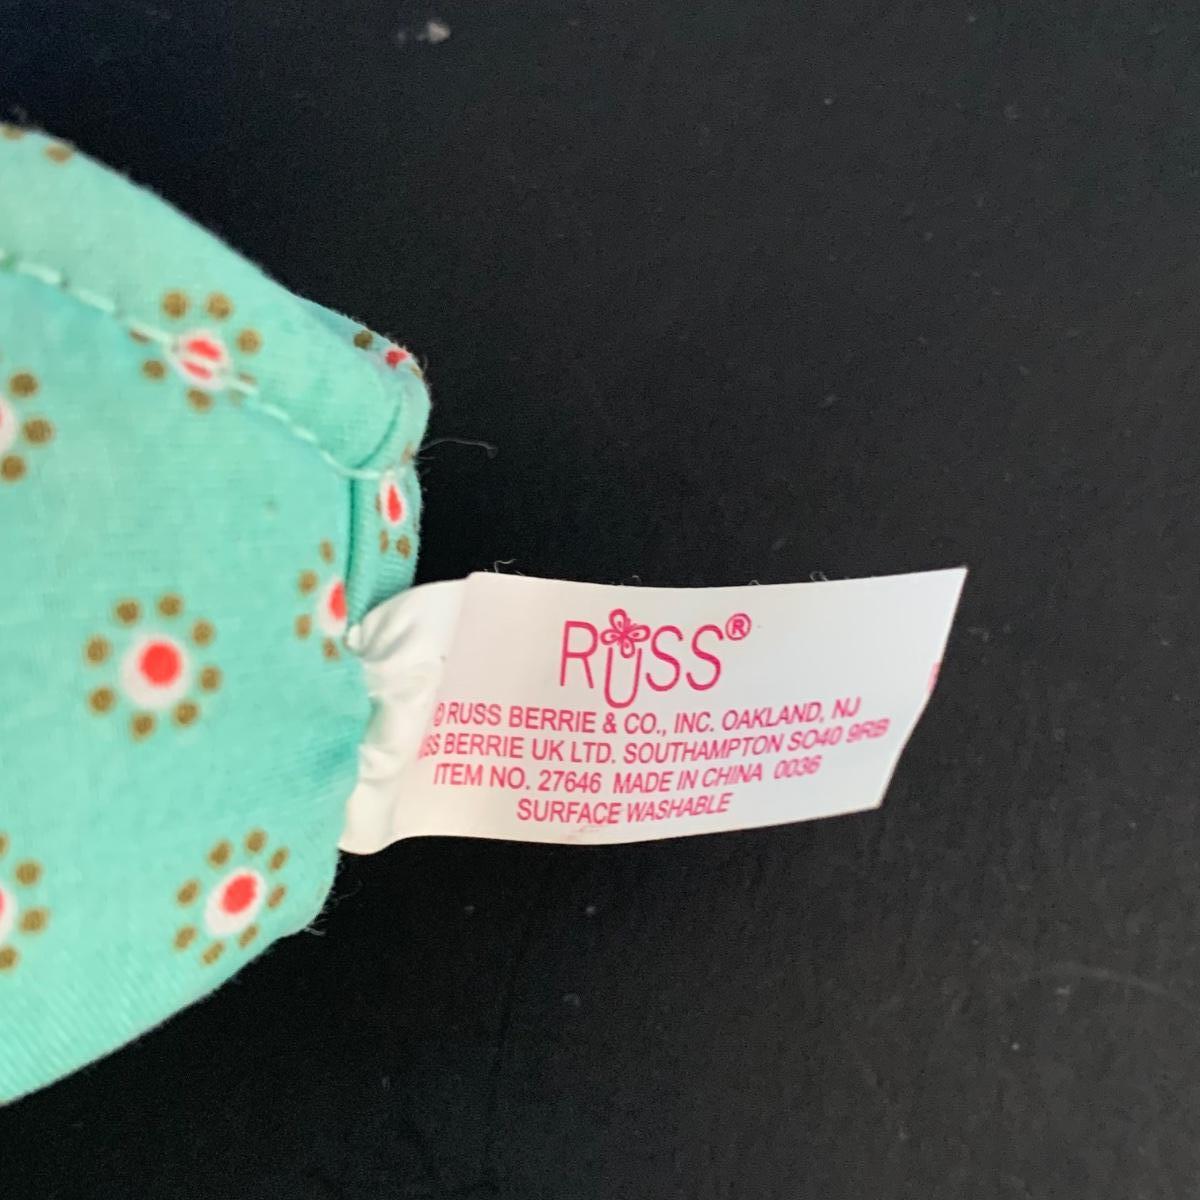 RUSS®
© RUSS BERRIE & CO., INC. OAKLAND, NJ
SS BERRIE UK LTD. SOUTHAMPTON SO40 9RB
ITEM NO. 27646 MADE IN CHINA 0036
SURFACE WASHABLE